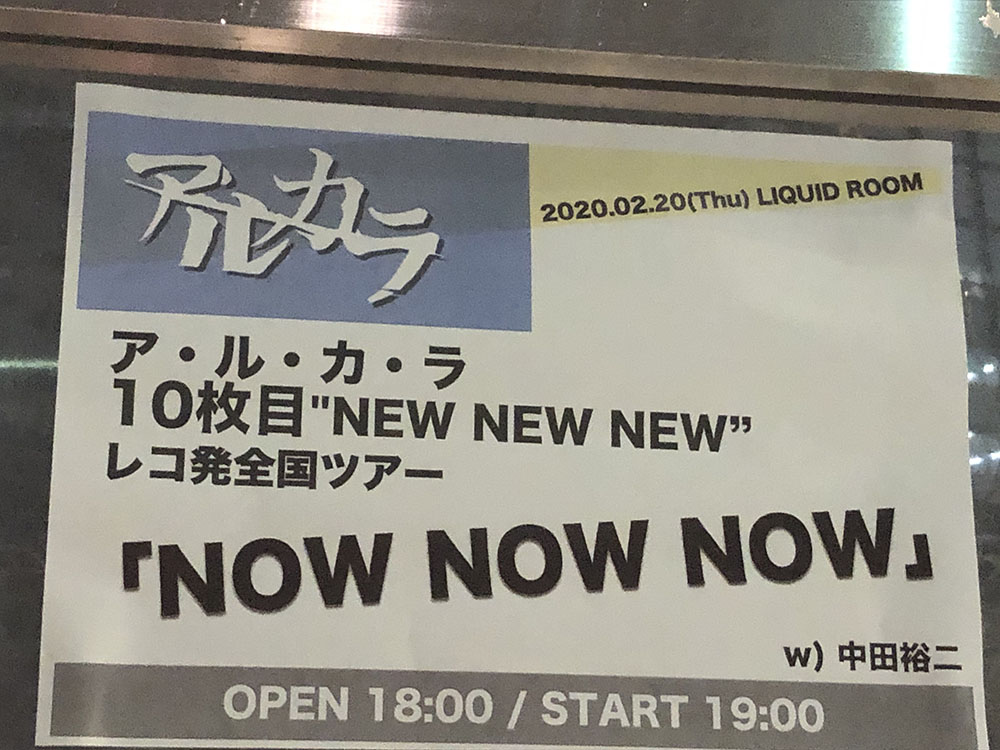 アルカラ
2020.02.20(Thu) LIQUID ROOM
ア・ル・カ・ラ
10枚目"NEW NEW NEW”
レコ発全国ツアー
「NOW NOW NOW」
w) 中田裕二
OPEN 18:00 / START 19:00